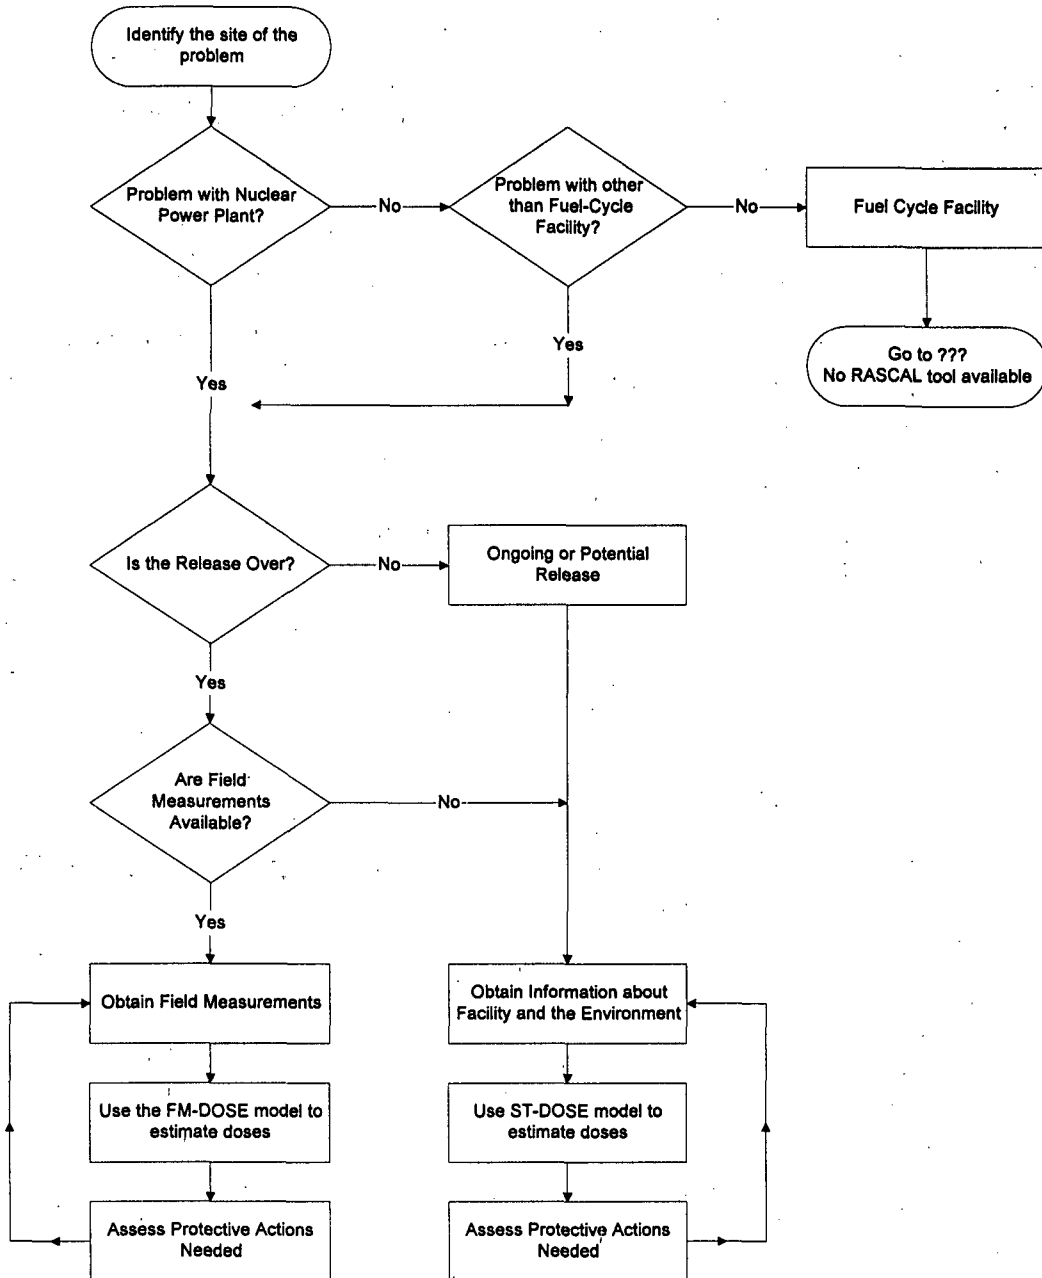 Identify the site of the
problem
Problem with Nuclear
Power Plant?
No
Problem with other
than Fuel-Cycle
Facility?
No
Fuel Cycle Facility
Yes
Yes
Go to ???
No RASCAL tool available
Is the Release Over?
No
Ongoing or Potential
Release
Yes
Are Field
Measurements
Available?
No
Yes
Obtain Field Measurements
Obtain Information about
Facility and the Environment
Use the FM-DOSE model to
estimate doses
Use ST-DOSE model to
estimate doses
Assess Protective Actions
Needed
Assess Protective Actions
Needed